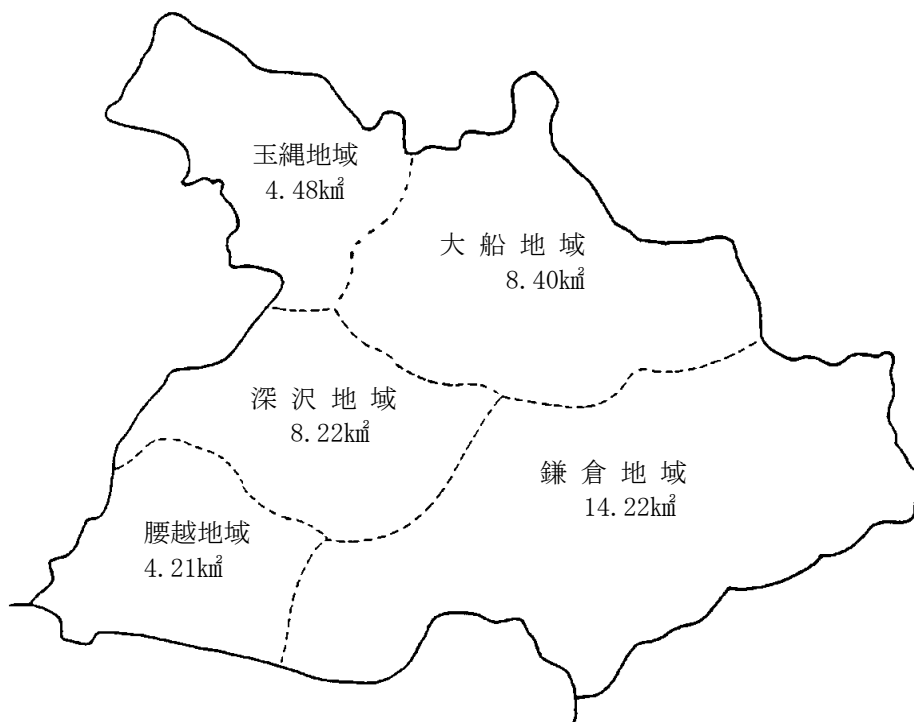 玉縄地域
4.48㎢
大船地域
8.40㎢
深沢地域
8.22㎢
鎌倉地域
14.22㎢
腰越地域
4.21㎢